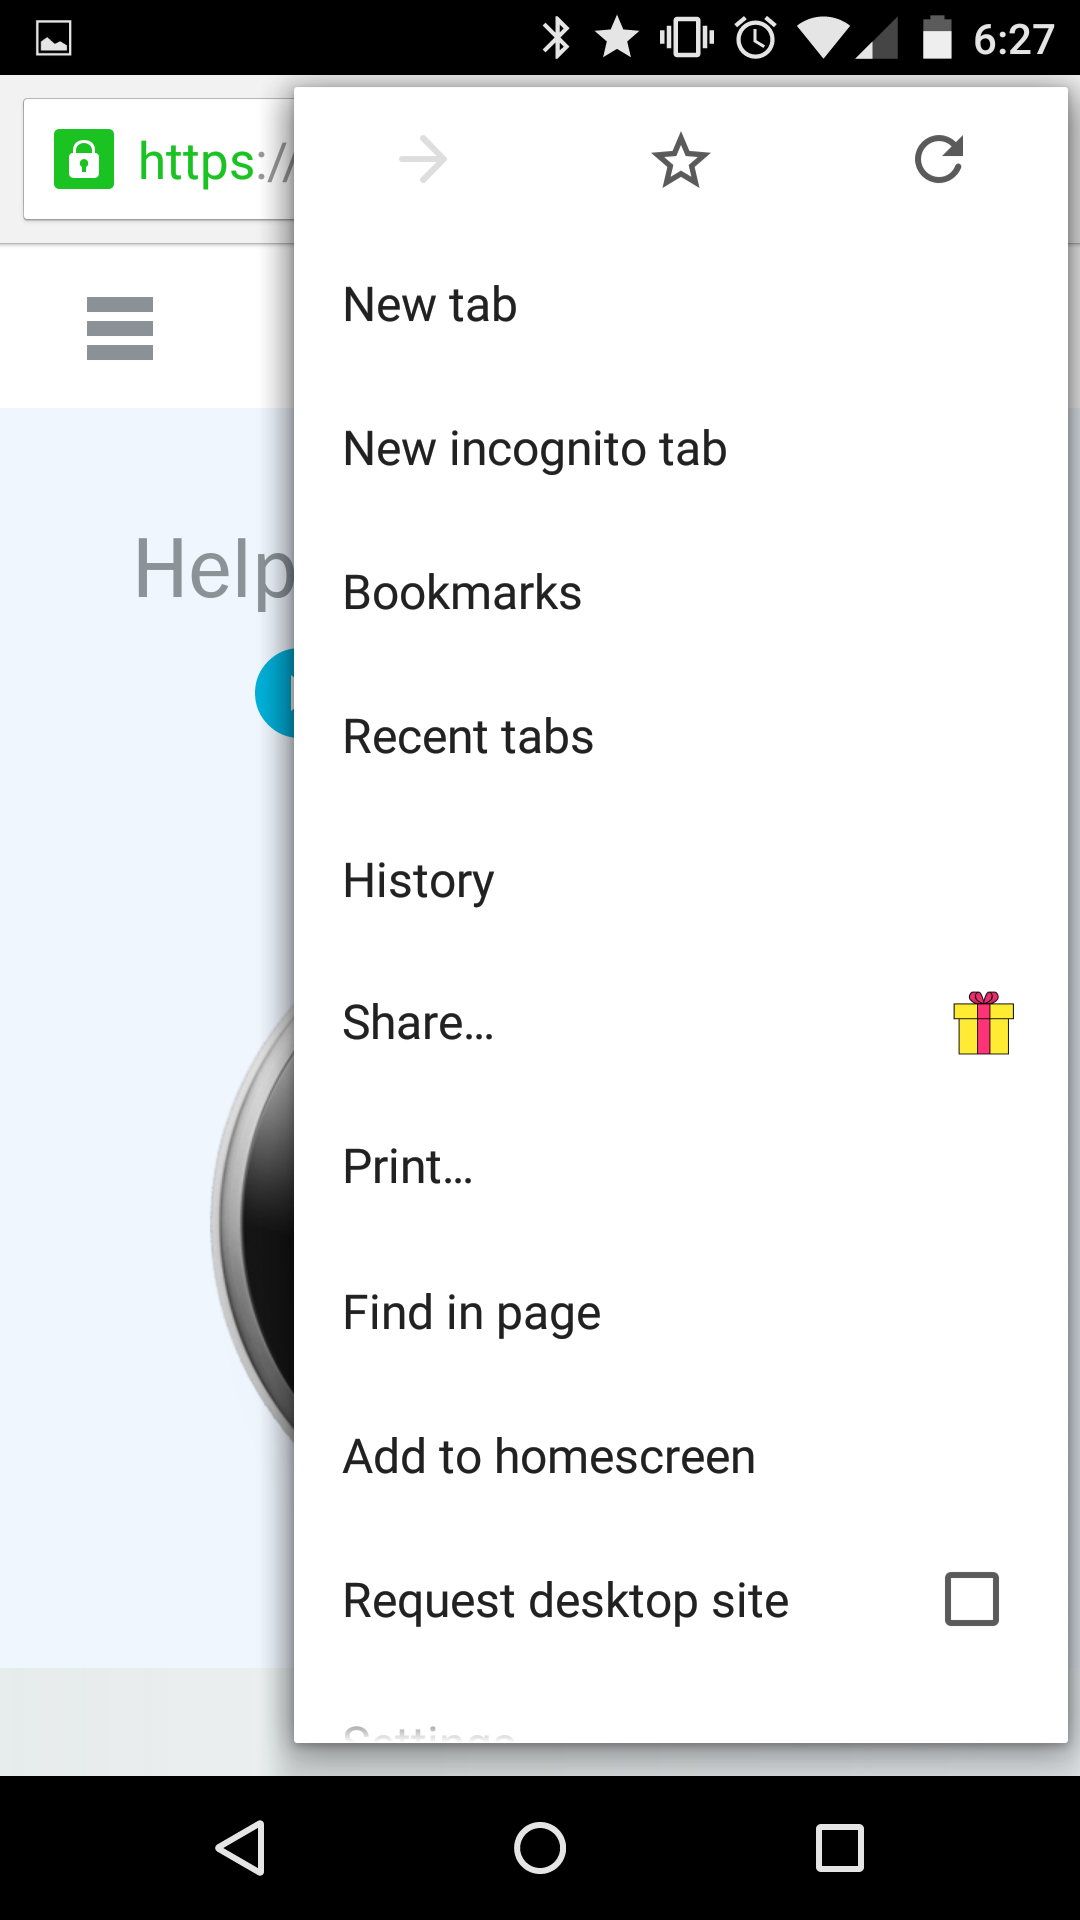 6:27
https://
New tab
New incognito tab
Help
Bookmarks
Recent tabs
History
Share...
Print...
Find in page
Add to homescreen
Request desktop site
Settings